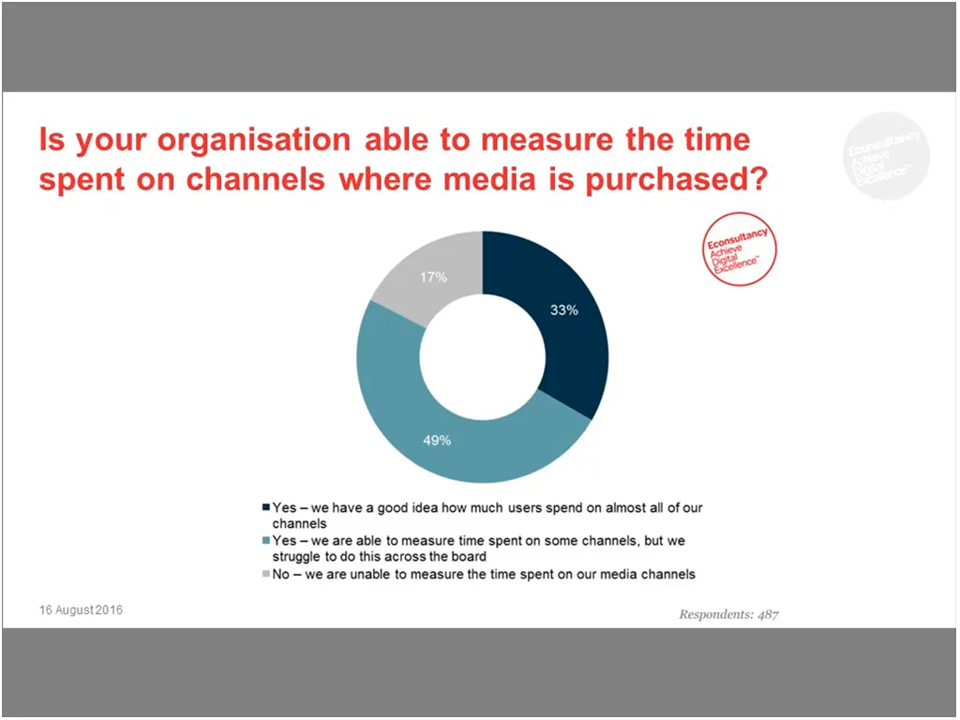 Is your organisation able to measure the time
spent on channels where media is purchased?
Econsultancy
Achieve
Digital
Excellence™
Econsultancy
Achieve
Digital
Excellence™
17%
33%
49%
Yes – we have a good idea how much users spend on almost all of our
channels
Yes – we are able to measure time spent on some channels, but we
struggle to do this across the board
No – we are unable to measure the time spent on our media channels
16 August 2016
Respondents: 487